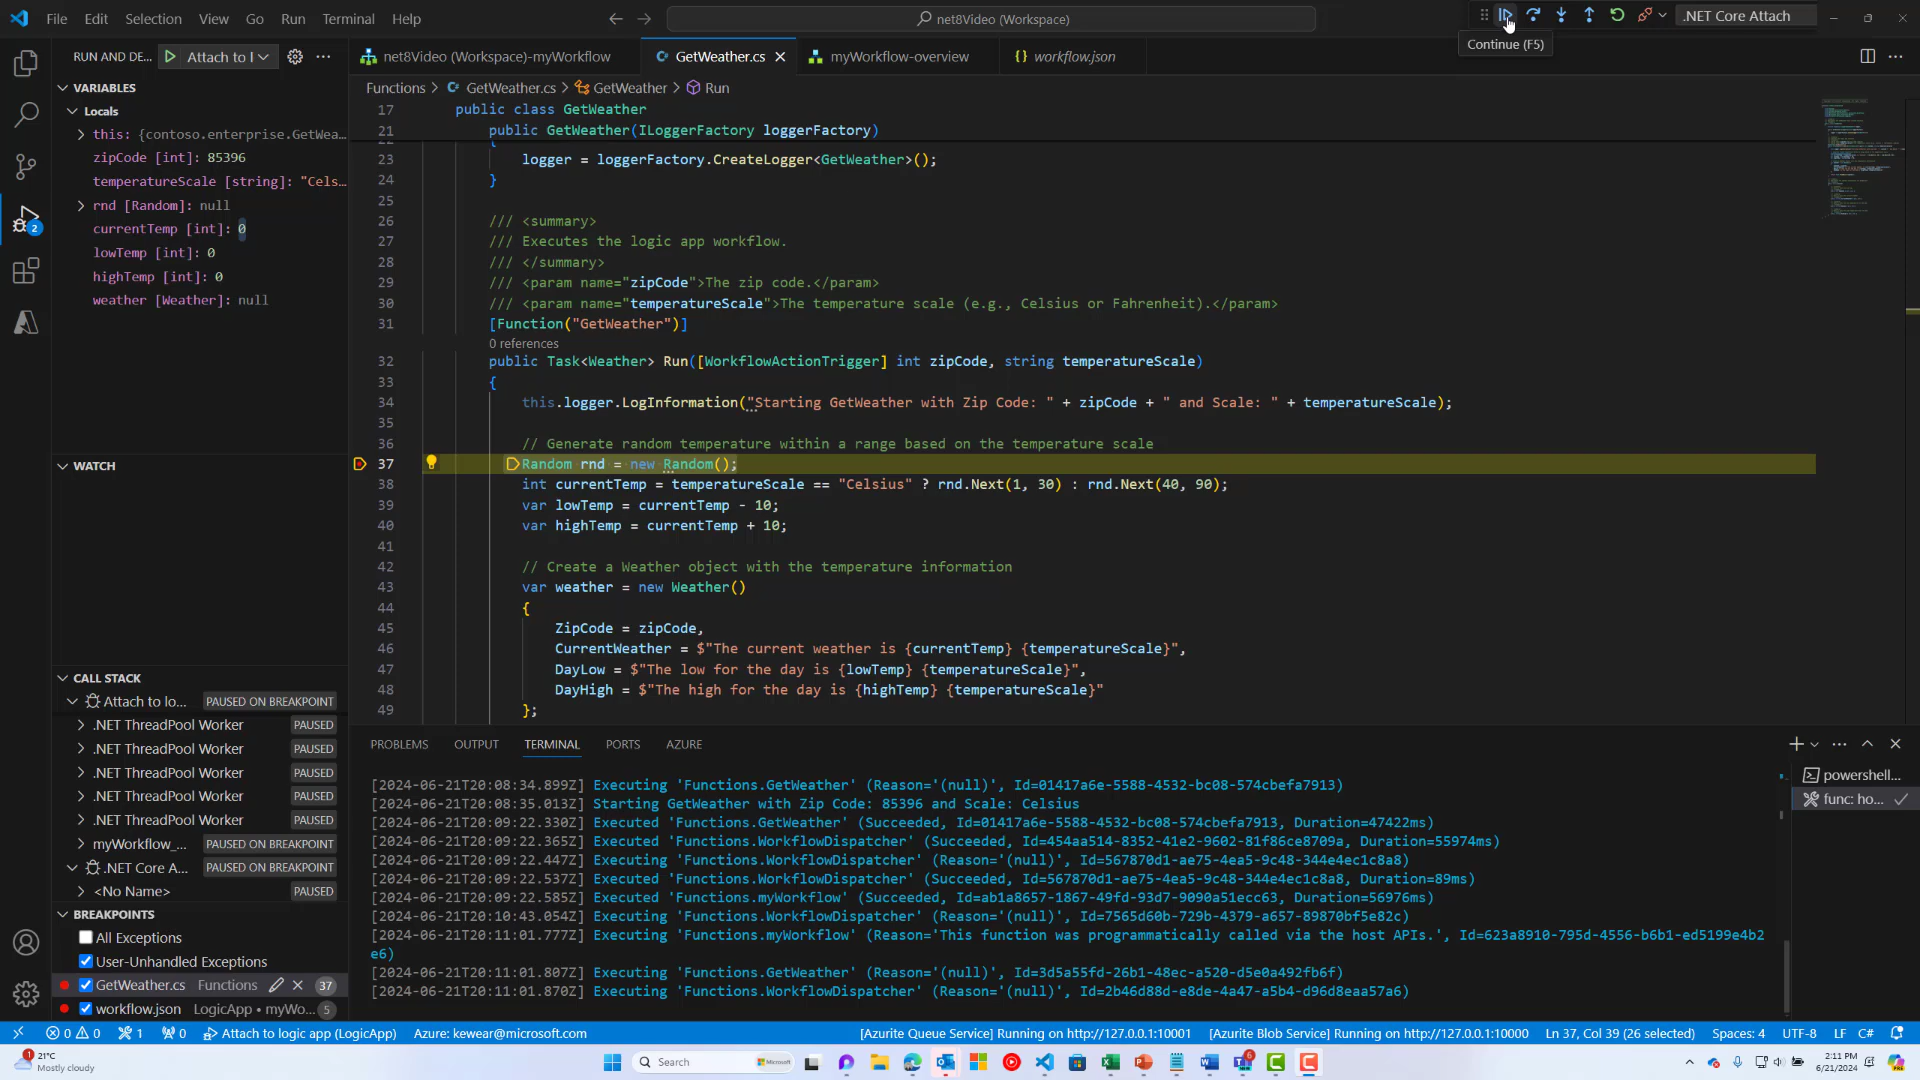 File Edit Selection View Go Run Terminal Help
net8Video (Workspace)
.NET Core Attach
Continue (F5)
RUN AND DE...
Attach to l
net8Video (Workspace)-myWorkflow
GetWeather.cs
myWorkflow-overview
workflow.json
VARIABLES
Locals
this: {contoso.enterprise.GetWea...
zipCode [int]: 85396
temperatureScale [string]: "Cels...
rnd [Random]: null
currentTemp [int]: 0
lowTemp [int]: 0
highTemp [int]: 0
weather [Weather]: null
WATCH
CALL STACK
Attach to lo... PAUSED ON BREAKPOINT
.NET ThreadPool Worker PAUSED
.NET ThreadPool Worker PAUSED
.NET ThreadPool Worker PAUSED
.NET ThreadPool Worker PAUSED
.NET ThreadPool Worker PAUSED
myWorkflow_... PAUSED ON BREAKPOINT
.NET Core A... PAUSED ON BREAKPOINT
<No Name> PAUSED
BREAKPOINTS
All Exceptions
User-Unhandled Exceptions
GetWeather.cs Functions 37
workflow.json LogicApp • myWo... 5
Functions > GetWeather.cs > GetWeather > Run
17 public class GetWeather
21 public GetWeather(ILoggerFactory loggerFactory)
22 {
23 logger = loggerFactory.CreateLogger<GetWeather>();
24 }
25
26 /// <summary>
27 /// Executes the logic app workflow.
28 /// </summary>
29 /// <param name="zipCode">The zip code.</param>
30 /// <param name="temperatureScale">The temperature scale (e.g., Celsius or Fahrenheit).</param>
31 [Function("GetWeather")]
0 references
32 public Task<Weather> Run([WorkflowActionTrigger] int zipCode, string temperatureScale)
33 {
34 this.logger.LogInformation("Starting GetWeather with Zip Code: " + zipCode + " and Scale: " + temperatureScale);
35
36 // Generate random temperature within a range based on the temperature scale
37 Random rnd = new Random();
38 int currentTemp = temperatureScale == "Celsius" ? rnd.Next(1, 30) : rnd.Next(40, 90);
39 var lowTemp = currentTemp - 10;
40 var highTemp = currentTemp + 10;
41
42 // Create a Weather object with the temperature information
43 var weather = new Weather()
44 {
45 ZipCode = zipCode,
46 CurrentWeather = $"The current weather is {currentTemp} {temperatureScale}",
47 DayLow = $"The low for the day is {lowTemp} {temperatureScale}",
48 DayHigh = $"The high for the day is {highTemp} {temperatureScale}"
49 };
PROBLEMS OUTPUT TERMINAL PORTS AZURE
powershell...
func: ho...
[2024-06-21T20:08:34.899Z] Executing 'Functions.GetWeather' (Reason='(null)', Id=01417a6e-5588-4532-bc08-574cbefa7913)
[2024-06-21T20:08:35.013Z] Starting GetWeather with Zip Code: 85396 and Scale: Celsius
[2024-06-21T20:09:22.330Z] Executed 'Functions.GetWeather' (Succeeded, Id=01417a6e-5588-4532-bc08-574cbefa7913, Duration=47422ms)
[2024-06-21T20:09:22.365Z] Executed 'Functions.WorkflowDispatcher' (Succeeded, Id=454aa514-8352-41e2-9602-81f86ce8709a, Duration=55974ms)
[2024-06-21T20:09:22.447Z] Executing 'Functions.WorkflowDispatcher' (Reason='(null)', Id=567870d1-ae75-4ea5-9c48-344e4ec1c8a8)
[2024-06-21T20:09:22.537Z] Executed 'Functions.WorkflowDispatcher' (Succeeded, Id=567870d1-ae75-4ea5-9c48-344e4ec1c8a8, Duration=89ms)
[2024-06-21T20:09:22.585Z] Executed 'Functions.myWorkflow' (Succeeded, Id=ab1a8657-1867-49fd-93d7-9090a51ecc63, Duration=56976ms)
[2024-06-21T20:10:43.054Z] Executing 'Functions.WorkflowDispatcher' (Reason='(null)', Id=7565d60b-729b-4379-a657-89870bf5e82c)
[2024-06-21T20:11:01.777Z] Executing 'Functions.myWorkflow' (Reason='This function was programmatically called via the host APIs.', Id=623a8910-795d-4556-b6b1-ed5199e4b2
e6)
[2024-06-21T20:11:01.807Z] Executing 'Functions.GetWeather' (Reason='(null)', Id=3d5a55fd-26b1-48ec-a520-d5e0a492fb6f)
[2024-06-21T20:11:01.870Z] Executing 'Functions.WorkflowDispatcher' (Reason='(null)', Id=2b46d88d-e8de-4a47-a5b4-d96d8eaa57a6)
0 0 1 0 Attach to logic app (LogicApp) Azure: kewear@microsoft.com [Azurite Queue Service] Running on http://127.0.0.1:10001 [Azurite Blob Service] Running on http://127.0.0.1:10000 Ln 37, Col 39 (26 selected) Spaces: 4 UTF-8 LF C#
21°C
Mostly cloudy
Search
2:11 PM
6/21/2024